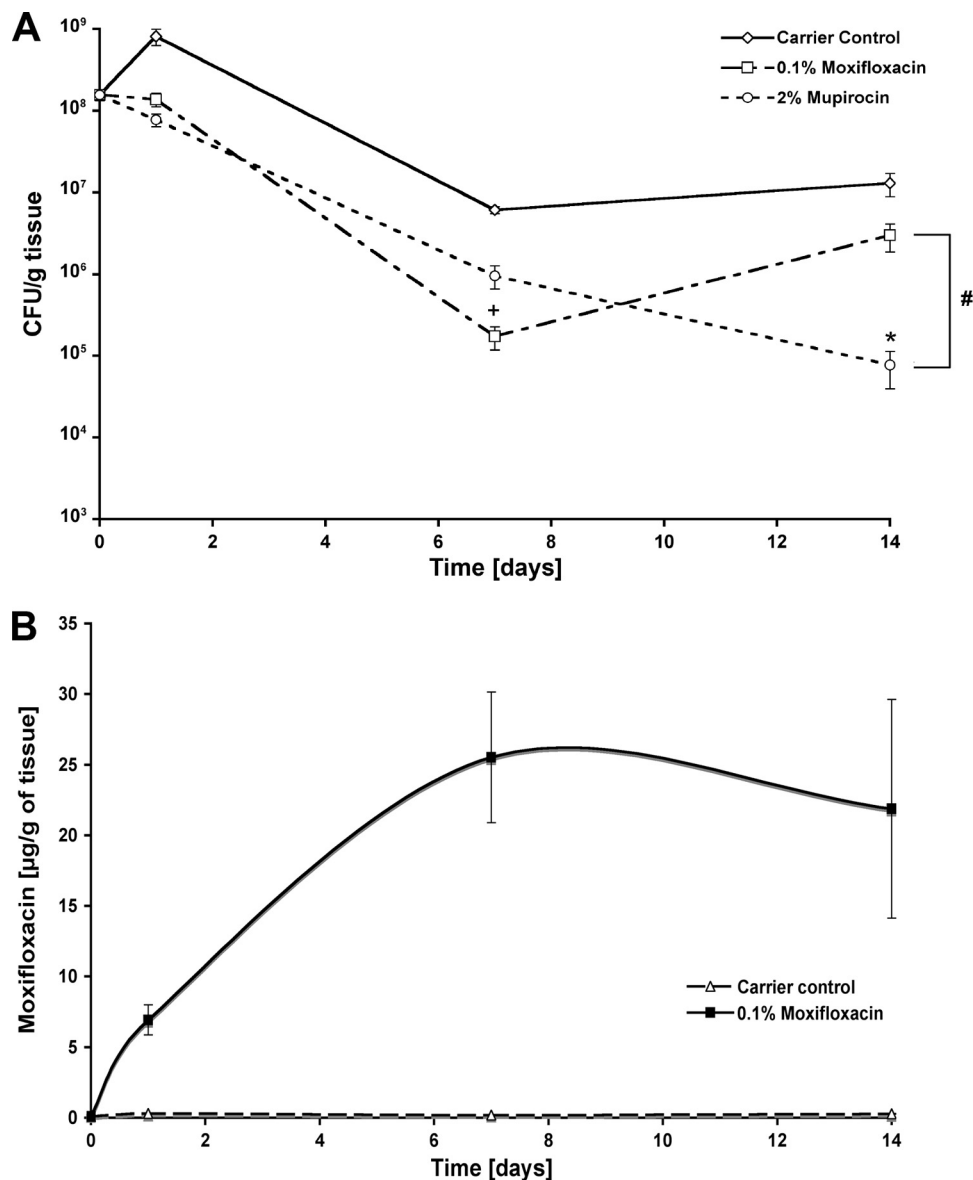 A
10⁹
10⁸
10⁷
10⁶
10⁵
10⁴
10³
CFU/g tissue
Carrier Control
0.1% Moxifloxacin
2% Mupirocin
+
*
#
0 2 4 6 8 10 12 14
Time [days]
B
35
30
25
20
15
10
5
0
Moxifloxacin [µg/g of tissue]
Carrier control
0.1% Moxifloxacin
0 2 4 6 8 10 12 14
Time [days]